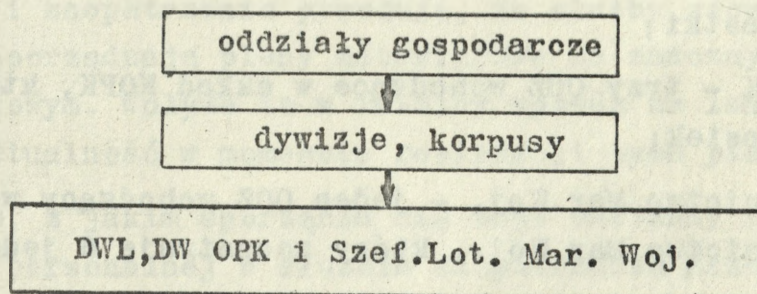 oddziały gospodarcze
dywizje, korpusy
DWL,DW OPK i Szef.Lot. Mar. Woj.